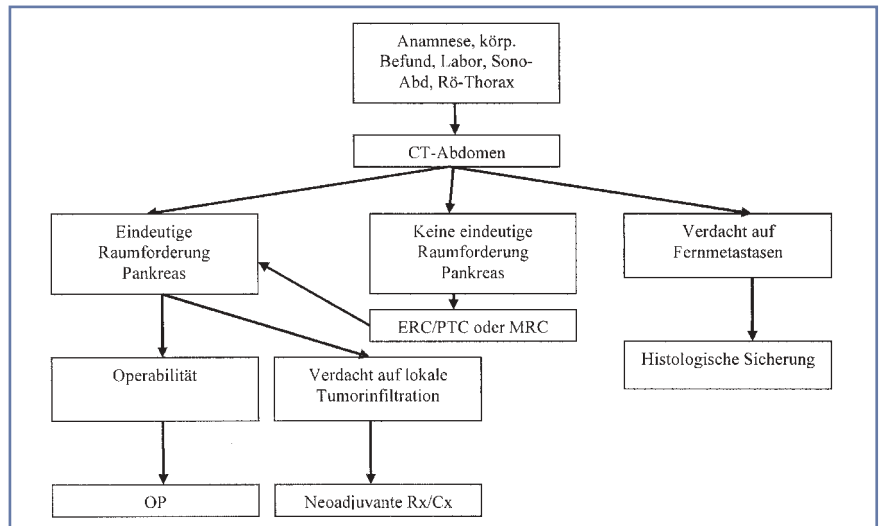 Anamnese, körp.
Befund, Labor, Sono-
Abd, Rö-Thorax
CT-Abdomen
Eindeutige
Raumforderung
Pankreas
Keine eindeutige
Raumforderung
Pankreas
Verdacht auf
Fernmetastasen
ERC/PTC oder MRC
Histologische Sicherung
Operabilität
Verdacht auf lokale
Tumorinfiltration
OP
Neoadjuvante Rx/Cx